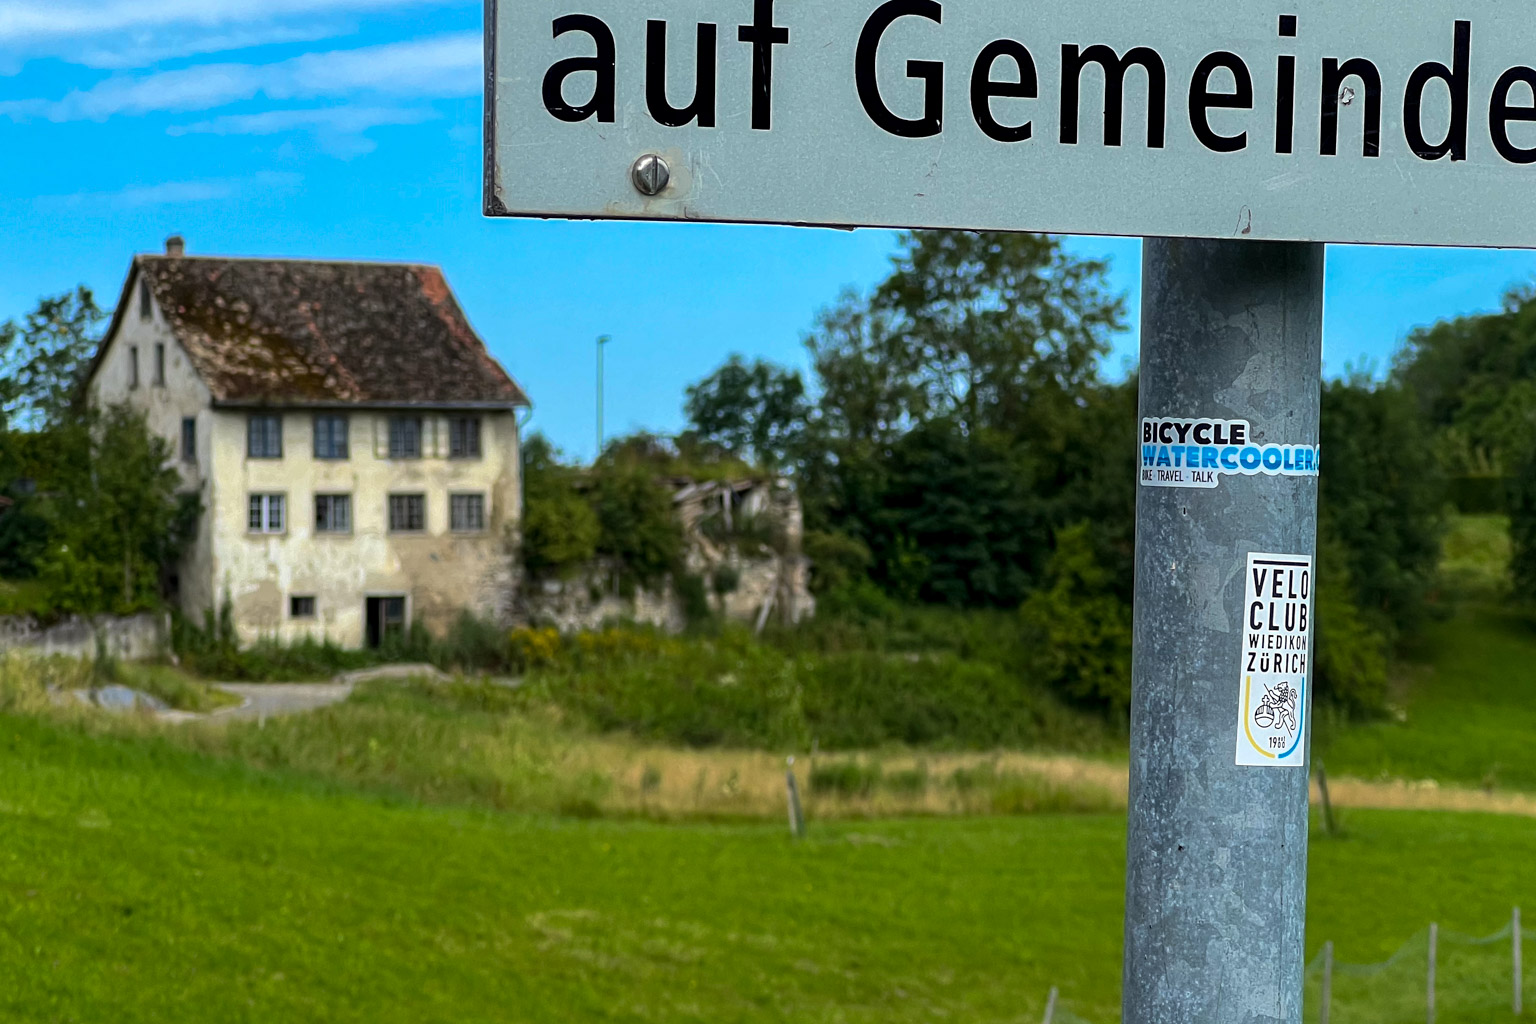 auf Gemeinde
BICYCLE
WATERCOOLER.
BIKE · TRAVEL · TALK
VELO
CLUB
WIEDIKON
ZÜRICH
1988